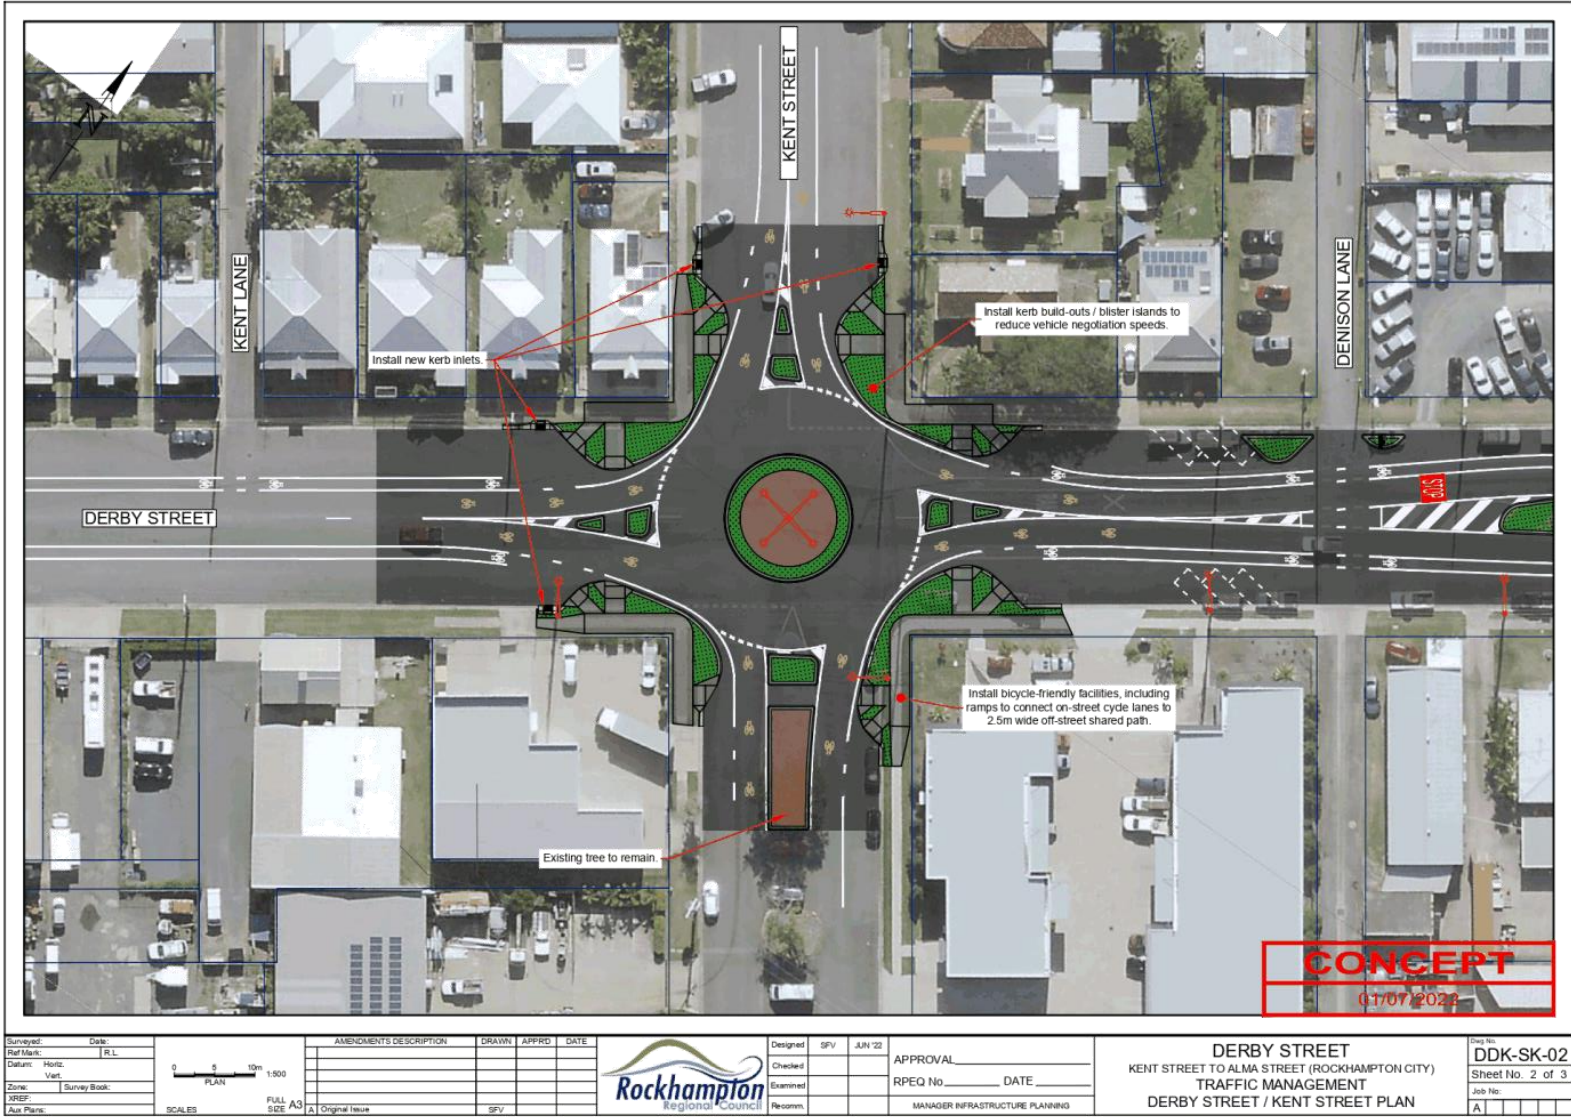 N
KENT STREET
KENT LANE
DENISON LANE
Install kerb build-outs / blister islands to
reduce vehicle negotiation speeds.
Install new kerb inlets.
DERBY STREET
STOP
Install bicycle-friendly facilities, including
ramps to connect on-street cycle lanes to
2.5m wide off-street shared path.
Existing tree to remain.
CONCEPT
01/07/2022
Surveyed: Date:
Ref Mark: R.L.
Datum: Horiz.
Vert.
Zone: Survey Book:
XREF:
Aux Plans:
0 5 10m
PLAN 1:500
SCALES
FULL SIZE A3
AMENDMENTS DESCRIPTION DRAWN APPR'D DATE
A Original Issue SFV
Rockhampton
Regional Council
Designed SFV JUN '22
Checked
Examined
Recomm.
APPROVAL
RPEQ No. DATE
MANAGER INFRASTRUCTURE PLANNING
DERBY STREET
KENT STREET TO ALMA STREET (ROCKHAMPTON CITY)
TRAFFIC MANAGEMENT
DERBY STREET / KENT STREET PLAN
Dwg No.
DDK-SK-02
Sheet No. 2 of 3
Job No:
A